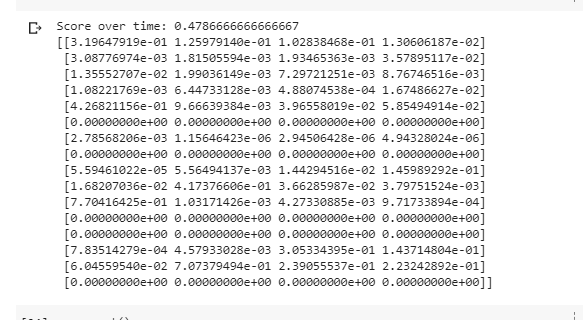 Score over time: 0.4786666666666667
[[3.19647919e-01 1.25979140e-01 1.02838468e-01 1.30606187e-02]
[3.08776974e-03 1.81505594e-03 1.93465363e-03 3.57895117e-02]
[1.35552707e-02 1.99036149e-03 7.29721251e-03 8.76746516e-03]
[1.08221769e-03 6.44733128e-03 4.88074538e-04 1.67486627e-02]
[4.26821156e-01 9.66639384e-03 3.96558019e-02 5.85494914e-02]
[0.00000000e+00 0.00000000e+00 0.00000000e+00 0.00000000e+00]
[2.78568206e-03 1.15646423e-06 2.94506428e-06 4.94328024e-06]
[0.00000000e+00 0.00000000e+00 0.00000000e+00 0.00000000e+00]
[5.59461022e-05 5.56494137e-03 1.44294516e-02 1.45989292e-01]
[1.68207036e-02 4.17376606e-01 3.66285987e-02 3.79751524e-03]
[7.70416425e-01 1.03171426e-03 4.27330885e-03 9.71733894e-04]
[0.00000000e+00 0.00000000e+00 0.00000000e+00 0.00000000e+00]
[0.00000000e+00 0.00000000e+00 0.00000000e+00 0.00000000e+00]
[7.83514279e-04 4.57933028e-03 3.05334395e-01 1.43714804e-01]
[6.04559540e-02 7.07379494e-01 2.39055537e-01 2.23242892e-01]
[0.00000000e+00 0.00000000e+00 0.00000000e+00 0.00000000e+00]]